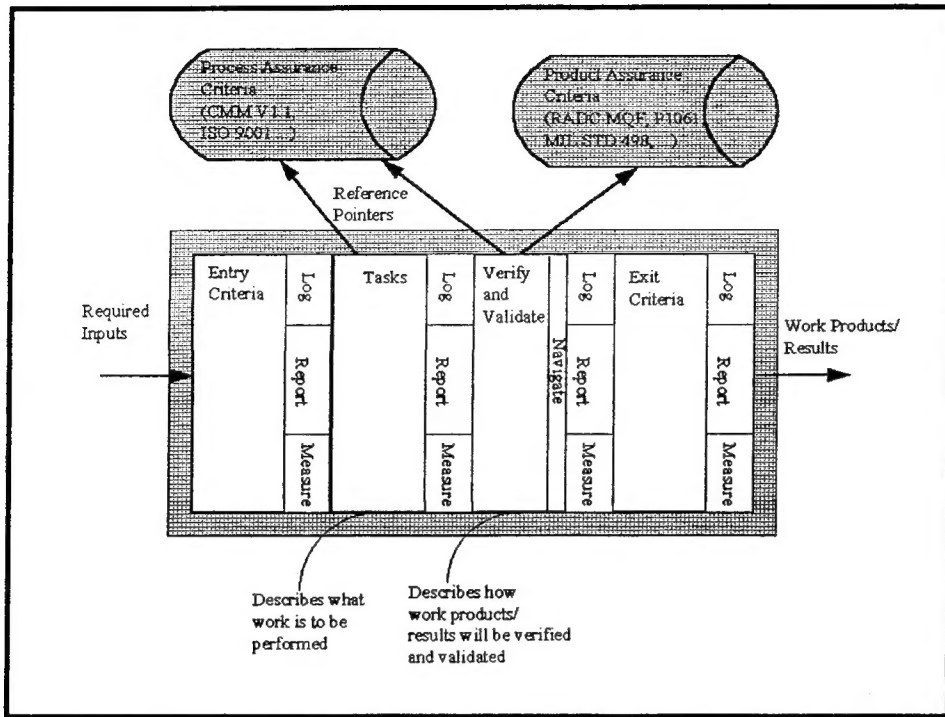 Process Assurance
Criteria
(CMM V1.1,
ISO 9001...)
Product Assurance
Criteria
(RADC MQF, P1061,
MIL STD 498, ...)
Reference
Pointers
Required
Inputs
Entry
Criteria
Log
Report
Measure
Tasks
Log
Report
Measure
Verify
and
Validate
Navigate
Log
Report
Measure
Exit
Criteria
Log
Report
Measure
Work Products/
Results
Describes what
work is to be
performed
Describes how
work products/
results will be verified
and validated